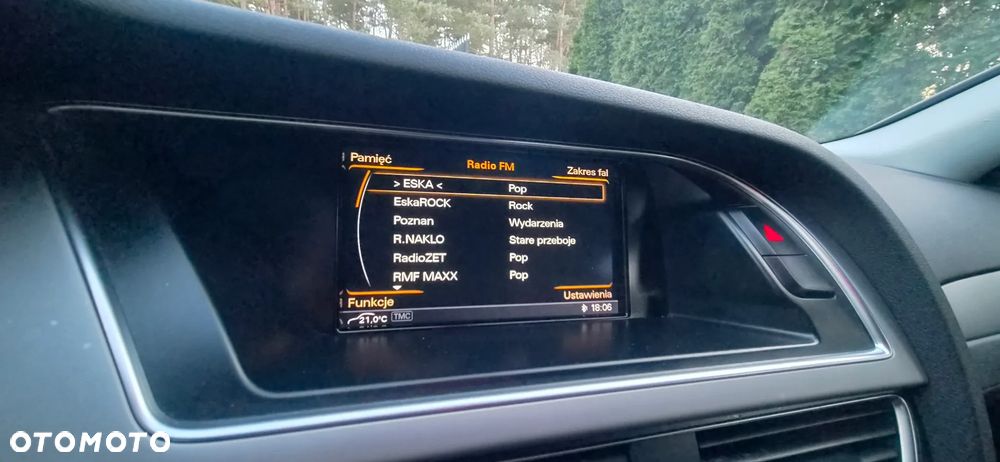 Pamięć Radio FM Zakres fal
> ESKA < Pop
EskaROCK Rock
Poznan Wydarzenia
R.NAKLO Stare przeboje
RadioZET Pop
RMF MAXX Pop
Funkcje Ustawienia
21.0°C TMC 18:06
OTOMOTO